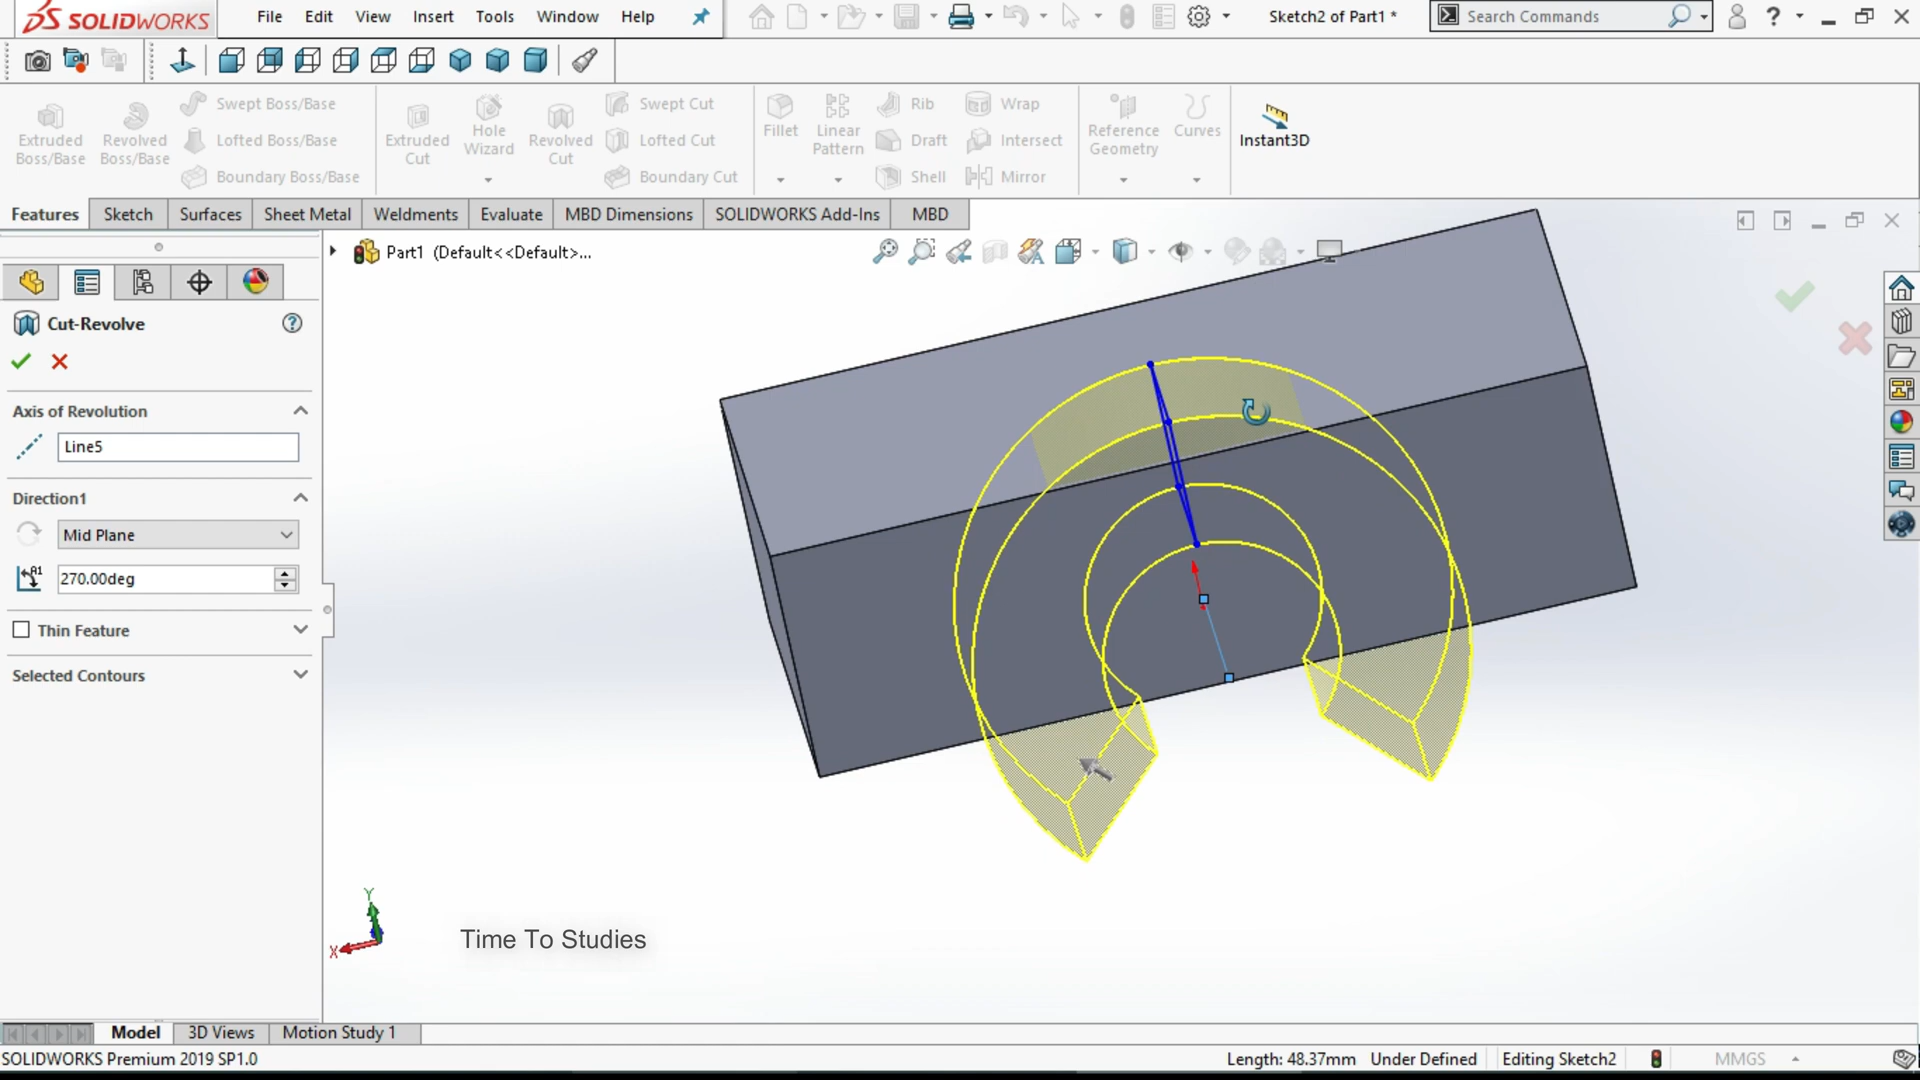 SOLIDWORKS File Edit View Insert Tools Window Help Sketch2 of Part1 * Search Commands ?
Extruded Boss/Base
Revolved Boss/Base
Swept Boss/Base
Lofted Boss/Base
Boundary Boss/Base
Extruded Cut
Hole Wizard
Revolved Cut
Swept Cut
Lofted Cut
Boundary Cut
Fillet
Linear Pattern
Rib
Draft
Shell
Wrap
Intersect
Mirror
Reference Geometry
Curves
Instant3D
Features Sketch Surfaces Sheet Metal Weldments Evaluate MBD Dimensions SOLIDWORKS Add-Ins MBD
Part1 (Default<<Default>...
Cut-Revolve ?
Axis of Revolution
Line5
Direction1
Mid Plane
A1
270.00deg
Thin Feature
Selected Contours
Y
X
Time To Studies
Model 3D Views Motion Study 1
SOLIDWORKS Premium 2019 SP1.0 Length: 48.37mm Under Defined Editing Sketch2 MMGS